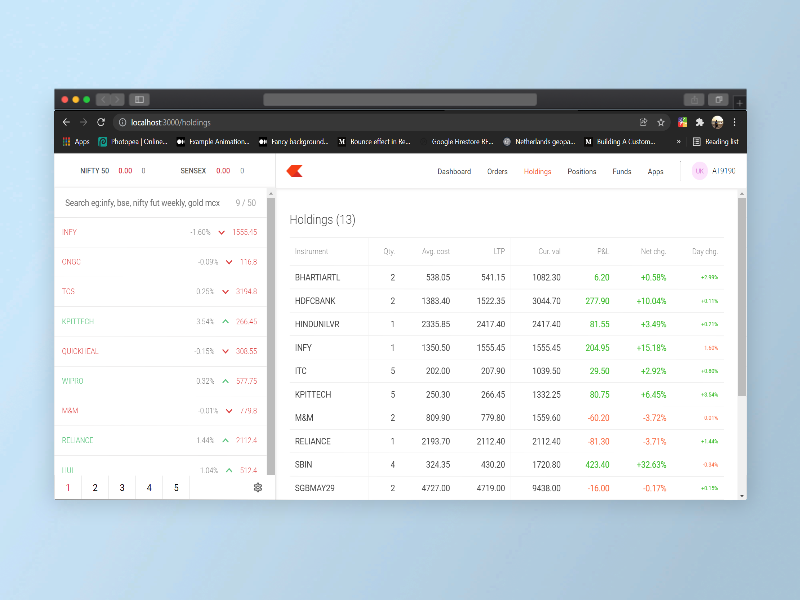 localhost:3000/holdings
Apps Photopea | Online... Example Animation... Fancy background... Bounce effect in Re... Google Firestore RE... Netherlands geopa... Building A Custom... » Reading list
NIFTY 50 0.00 0 SENSEX 0.00 0
Dashboard Orders Holdings Positions Funds Apps UK AT9190
Search eg:infy, bse, nifty fut weekly, gold mcx 9 / 50
INFY -1.60% 1555.45
ONGC -0.09% 116.8
TCS -0.25% 3194.8
KPITTECH 3.54% 266.45
QUICKHEAL -0.15% 308.55
WIPRO 0.32% 577.75
M&M -0.01% 779.8
RELIANCE 1.44% 2112.4
HUL 1.04% 512.4
1 2 3 4 5
Holdings (13)
Instrument Qty. Avg. cost LTP Cur. val P&L Net chg. Day chg.
BHARTIARTL 2 538.05 541.15 1082.30 6.20 +0.58% +2.99%
HDFCBANK 2 1383.40 1522.35 3044.70 277.90 +10.04% +0.11%
HINDUNILVR 1 2335.85 2417.40 2417.40 81.55 +3.49% +0.21%
INFY 1 1350.50 1555.45 1555.45 204.95 +15.18% -1.60%
ITC 5 202.00 207.90 1039.50 29.50 +2.92% +0.80%
KPITTECH 5 250.30 266.45 1332.25 80.75 +6.45% +3.54%
M&M 2 809.90 779.80 1559.60 -60.20 -3.72% -0.01%
RELIANCE 1 2193.70 2112.40 2112.40 -81.30 -3.71% +1.44%
SBIN 4 324.35 430.20 1720.80 423.40 +32.63% -0.34%
SGBMAY29 2 4727.00 4719.00 9438.00 -16.00 -0.17% +0.15%